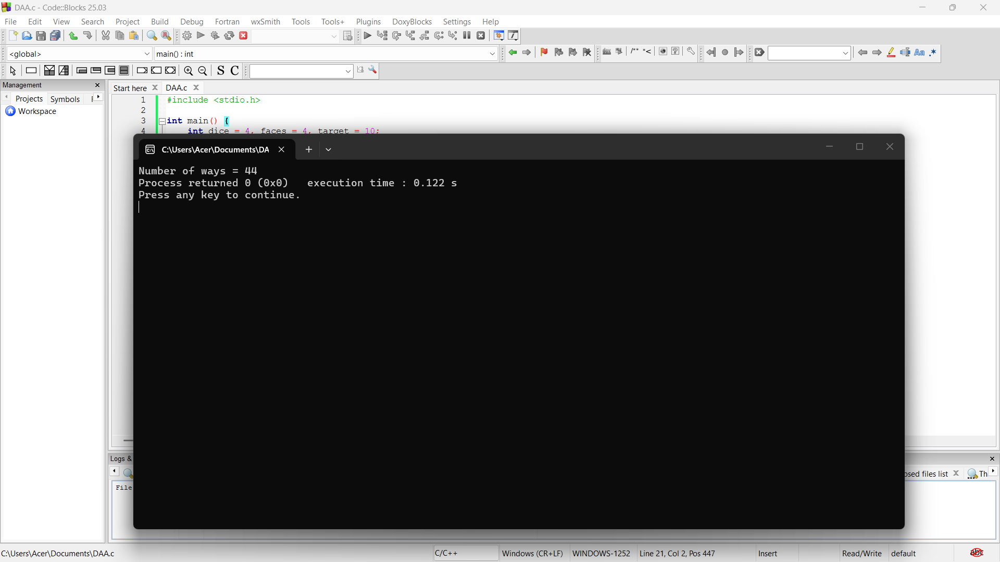 DAA.c - Code::Blocks 25.03
File Edit View Search Project Build Debug Fortran wxSmith Tools Tools+ Plugins DoxyBlocks Settings Help
<global> main() : int
/** *< Aa .*
S C
Management
Projects Symbols
Workspace
Start here DAA.c
1 #include <stdio.h>
2
3 int main() {
4 int dice = 4, faces = 4, target = 10;
C:\Users\Acer\Documents\DA
Number of ways = 44
Process returned 0 (0x0)   execution time : 0.122 s
Press any key to continue.
Logs &
osed files list Th
File
C:\Users\Acer\Documents\DAA.c C/C++ Windows (CR+LF) WINDOWS-1252 Line 21, Col 2, Pos 447 Insert Read/Write default abc